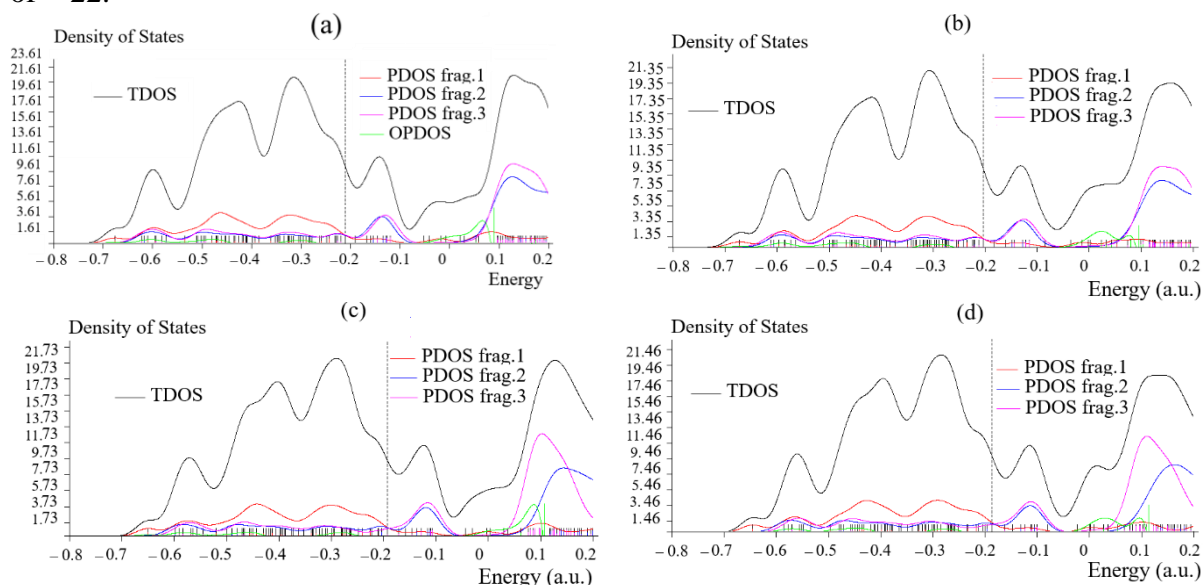 (a)
Density of States
23.61
21.61
19.61
17.61
15.61
13.61
11.61
9.61
7.61
5.61
3.61
1.61
TDOS
PDOS frag.1
PDOS frag.2
PDOS frag.3
OPDOS
−0.8 −0.7 −0.6 −0.5 −0.4 −0.3 −0.2 −0.1 0 0.1 0.2
Energy
(b)
Density of States
21.35
19.35
17.35
15.35
13.35
11.35
9.35
7.35
5.35
3.35
1.35
TDOS
PDOS frag.1
PDOS frag.2
PDOS frag.3
−0.8 −0.7 −0.6 −0.5 −0.4 −0.3 −0.2 −0.1 0 0.1 0.2
Energy (a.u.)
(c)
Density of States
21.73
19.73
17.73
15.73
13.73
11.73
9.73
7.73
5.73
3.73
1.73
TDOS
PDOS frag.1
PDOS frag.2
PDOS frag.3
−0.8 −0.7 −0.6 −0.5 −0.4 −0.3 −0.2 −0.1 0 0.1 0.2
Energy (a.u.)
(d)
Density of States
21.46
19.46
17.46
15.46
13.46
11.46
9.46
7.46
5.46
3.46
1.46
TDOS
PDOS frag.1
PDOS frag.2
PDOS frag.3
−0.8 −0.7 −0.6 −0.5 −0.4 −0.3 −0.2 −0.1 0 0.1 0.2
Energy (a.u.)